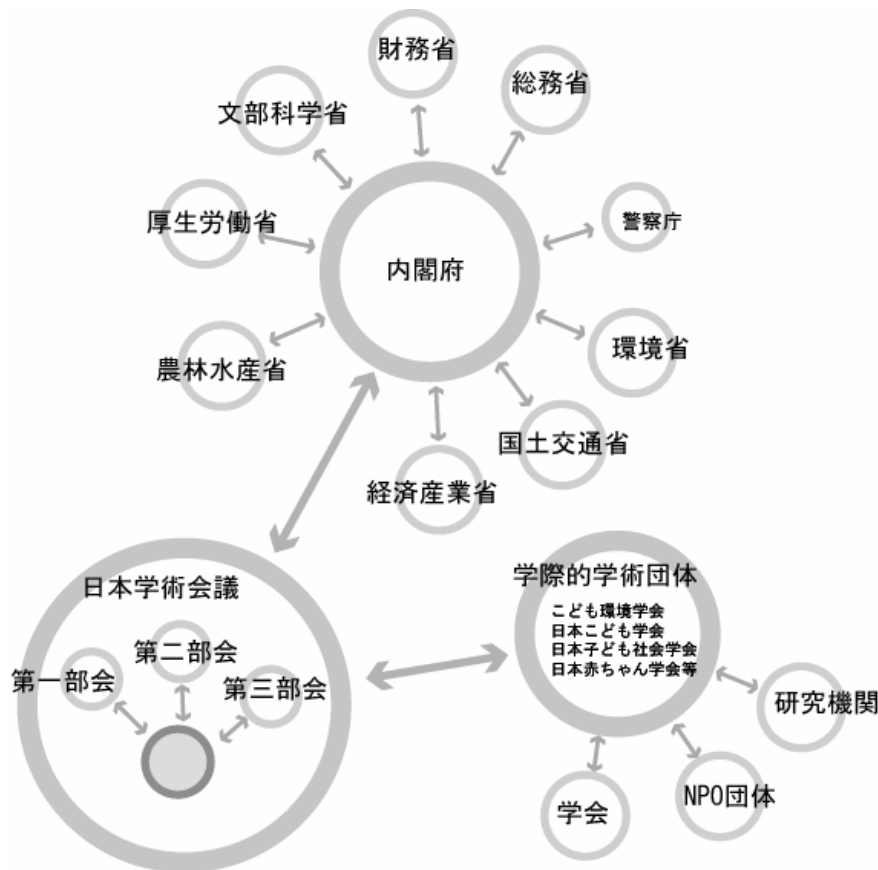 財務省
総務省
文部科学省
厚生労働省
警察庁
内閣府
環境省
農林水産省
国土交通省
経済産業省
日本学術会議
第一部会
第二部会
第三部会
学際的学術団体
こども環境学会
日本こども学会
日本子ども社会学会
日本赤ちゃん学会等
研究機関
NPO団体
学会